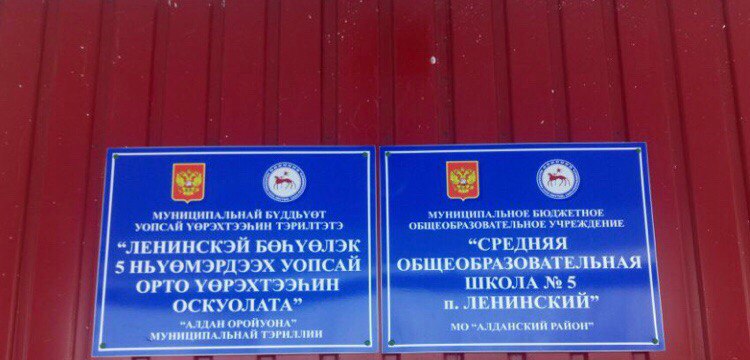 МУНИЦИПАЛЬНАЙ БҮДДЬҮӨТ
УОПСАЙ ҮӨРЭХТЭЭҺИН ТЭРИЛТЭТЭ
“ЛЕНИНСКЭЙ БӨҺҮӨЛЭК
5 НЬҮӨМЭРДЭЭХ УОПСАЙ
ОРТО ҮӨРЭХТЭЭҺИН
ОСКУОЛАТА”
“АЛДАН ОРОЙУОНА”
МУНИЦИПАЛЬНАЙ ТЭРИЛЛИИ
МУНИЦИПАЛЬНОЕ БЮДЖЕТНОЕ
ОБЩЕОБРАЗОВАТЕЛЬНОЕ УЧРЕЖДЕНИЕ
“СРЕДНЯЯ
ОБЩЕОБРАЗОВАТЕЛЬНАЯ
ШКОЛА № 5
п. ЛЕНИНСКИЙ”
МО “АЛДАНСКИЙ РАЙОН”